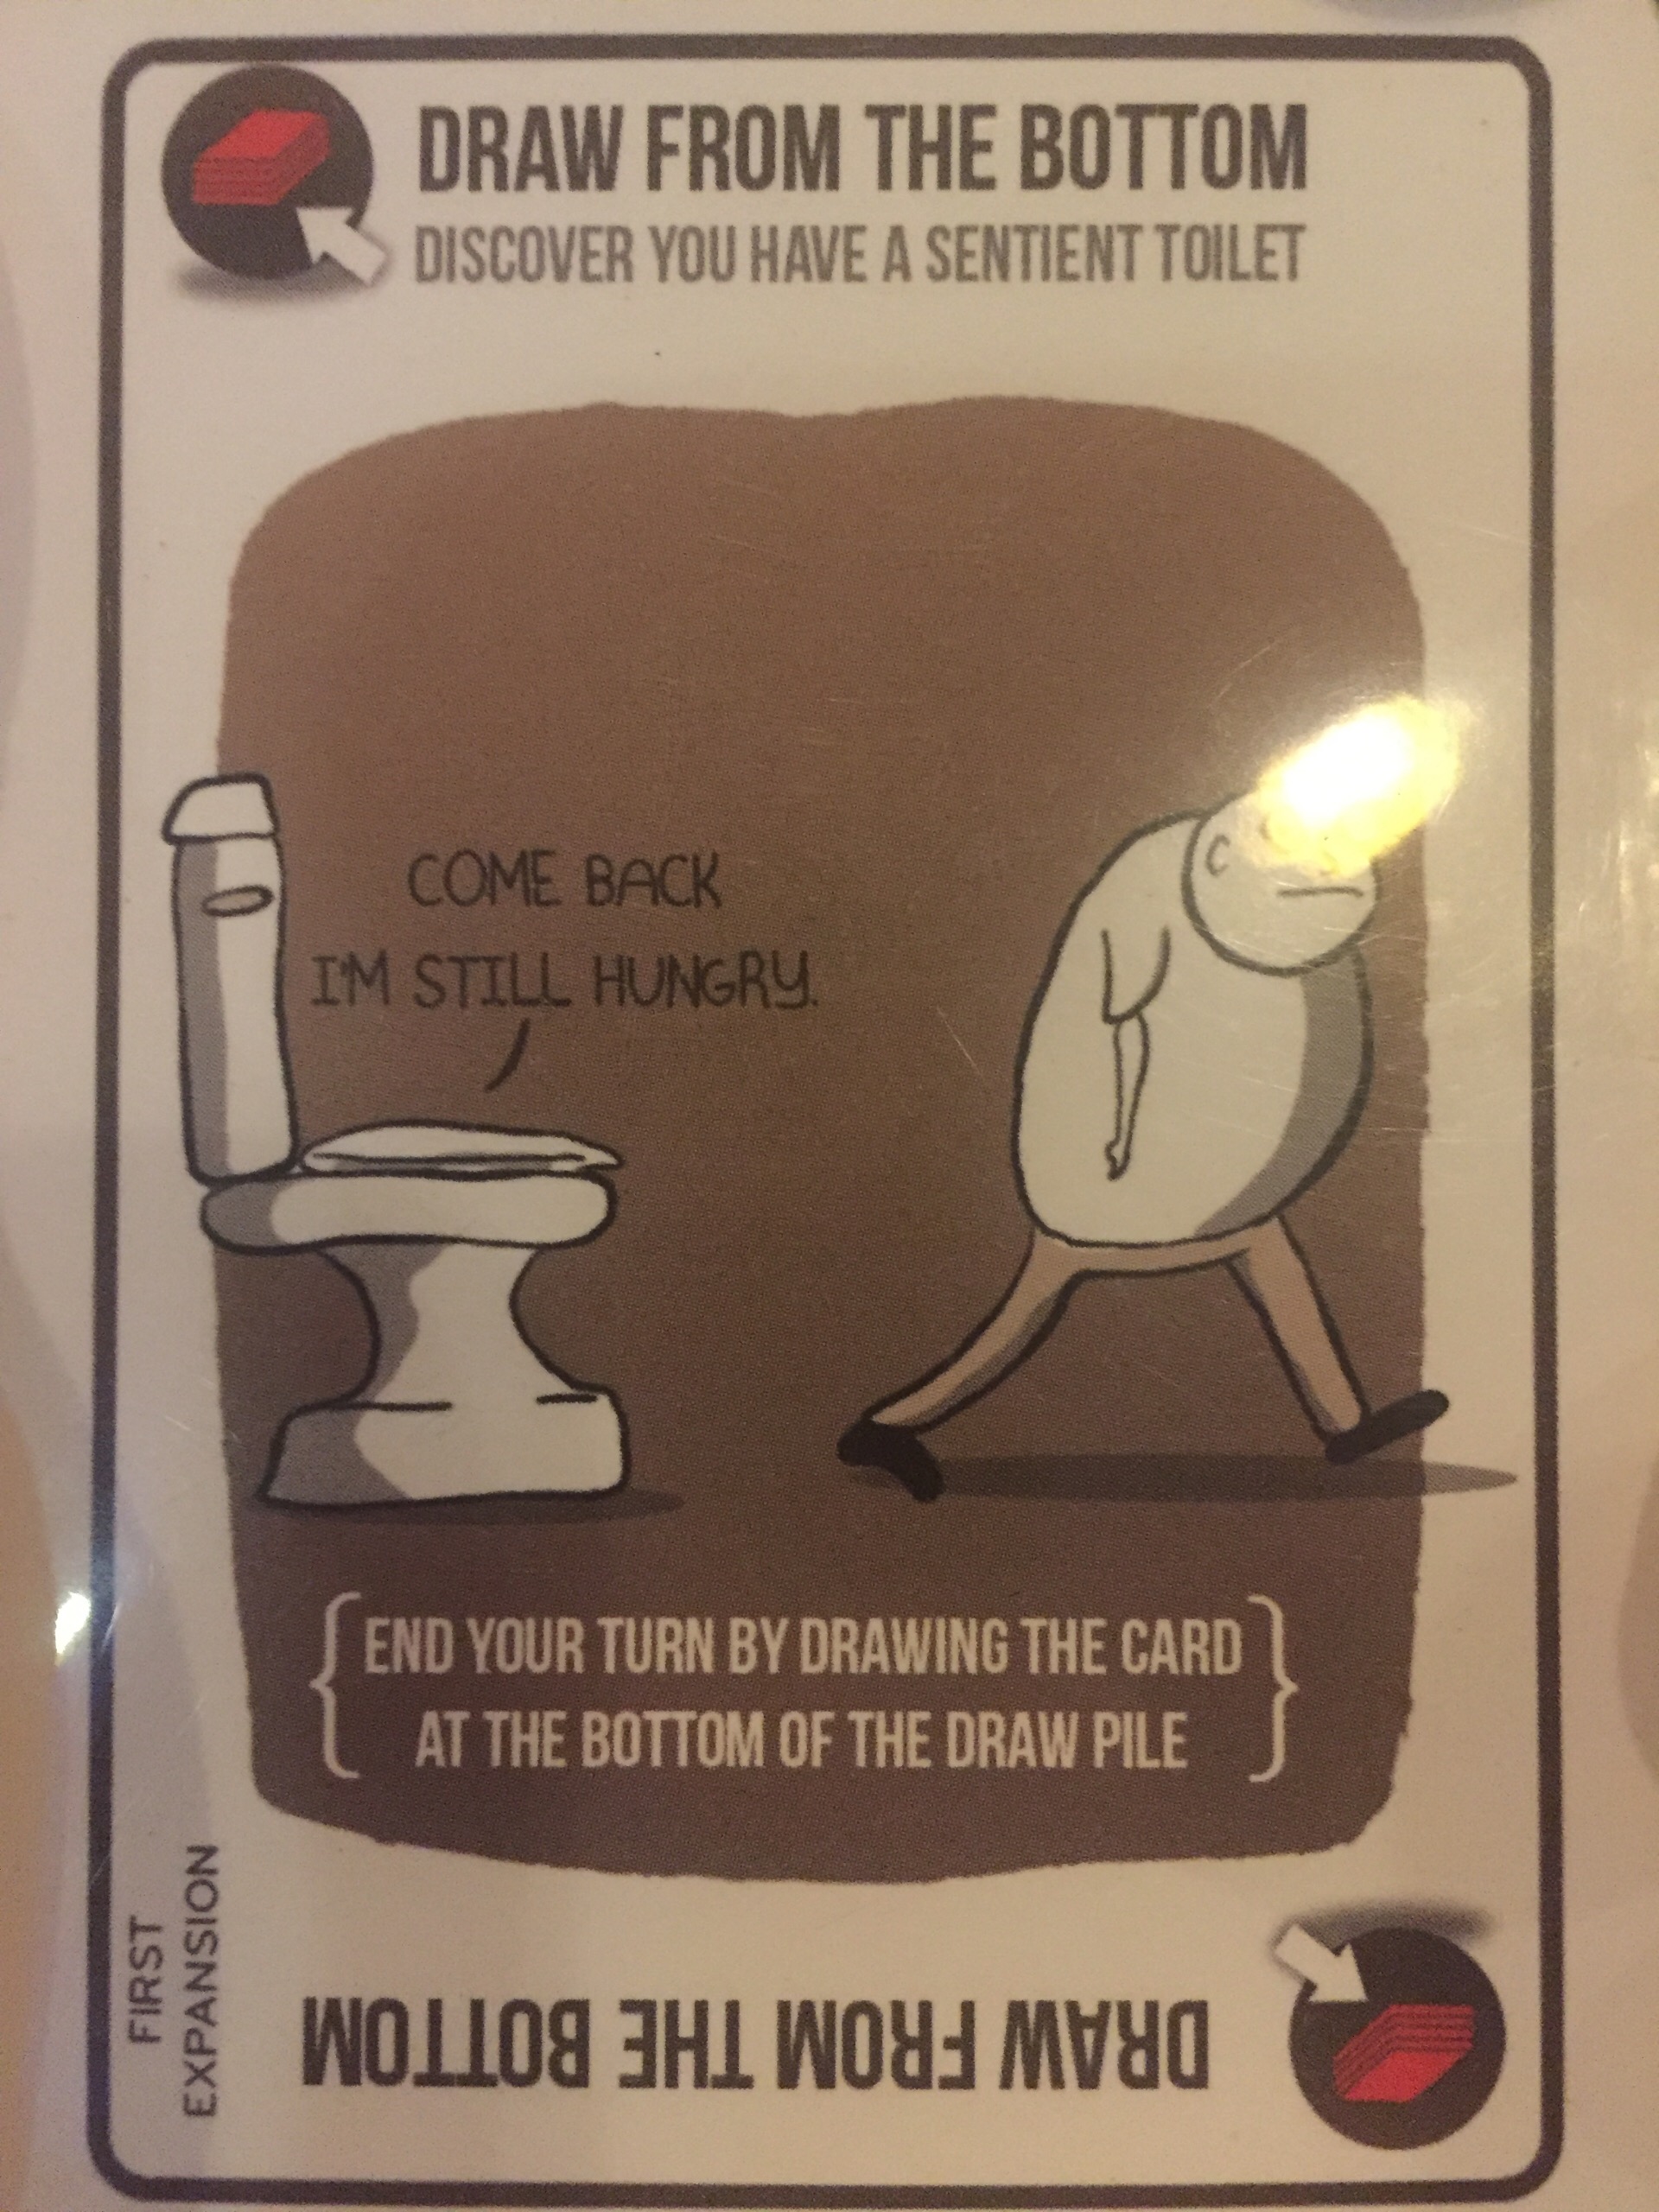 DRAW FROM THE BOTTOM
DISCOVER YOU HAVE A SENTIENT TOILET
COME BACK
I'M STILL HUNGRY.
END YOUR TURN BY DRAWING THE CARD
AT THE BOTTOM OF THE DRAW PILE
FIRST
EXPANSION
DRAW FROM THE BOTTOM